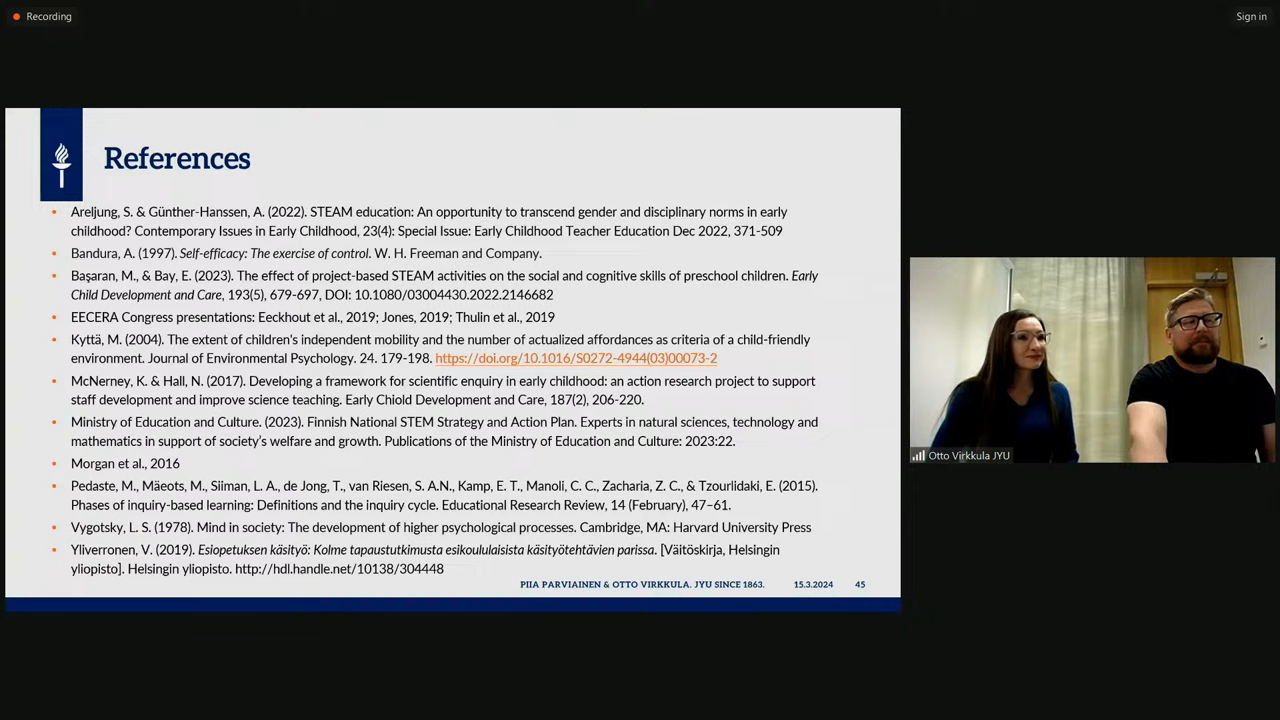 Recording
Sign in
References
Areljung, S. & Günther-Hanssen, A. (2022). STEAM education: An opportunity to transcend gender and disciplinary norms in early
childhood? Contemporary Issues in Early Childhood, 23(4): Special Issue: Early Childhood Teacher Education Dec 2022, 371-509
Bandura, A. (1997). Self-efficacy: The exercise of control. W. H. Freeman and Company.
Başaran, M., & Bay, E. (2023). The effect of project-based STEAM activities on the social and cognitive skills of preschool children. Early
Child Development and Care, 193(5), 679-697, DOI: 10.1080/03004430.2022.2146682
EECERA Congress presentations: Eeckhout et al., 2019; Jones, 2019; Thulin et al., 2019
Kyttä, M. (2004). The extent of children's independent mobility and the number of actualized affordances as criteria of a child-friendly
environment. Journal of Environmental Psychology. 24. 179-198. https://doi.org/10.1016/S0272-4944(03)00073-2
McNerney, K. & Hall, N. (2017). Developing a framework for scientific enquiry in early childhood: an action research project to support
staff development and improve science teaching. Early Chiold Development and Care, 187(2), 206-220.
Ministry of Education and Culture. (2023). Finnish National STEM Strategy and Action Plan. Experts in natural sciences, technology and
mathematics in support of society's welfare and growth. Publications of the Ministry of Education and Culture: 2023:22.
Morgan et al., 2016
Pedaste, M., Mäeots, M., Siiman, L. A., de Jong, T., van Riesen, S. A.N., Kamp, E. T., Manoli, C. C., Zacharia, Z. C., & Tzourlidaki, E. (2015).
Phases of inquiry-based learning: Definitions and the inquiry cycle. Educational Research Review, 14 (February), 47–61.
Vygotsky, L. S. (1978). Mind in society: The development of higher psychological processes. Cambridge, MA: Harvard University Press
Yliverronen, V. (2019). Esiopetuksen käsityö: Kolme tapaustutkimusta esikoululaisista käsityötehtävien parissa. [Väitöskirja, Helsingin
yliopisto]. Helsingin yliopisto. http://hdl.handle.net/10138/304448
PIIA PARVIAINEN & OTTO VIRKKULA. JYU SINCE 1863. 15.3.2024 45
Otto Virkkula JYU